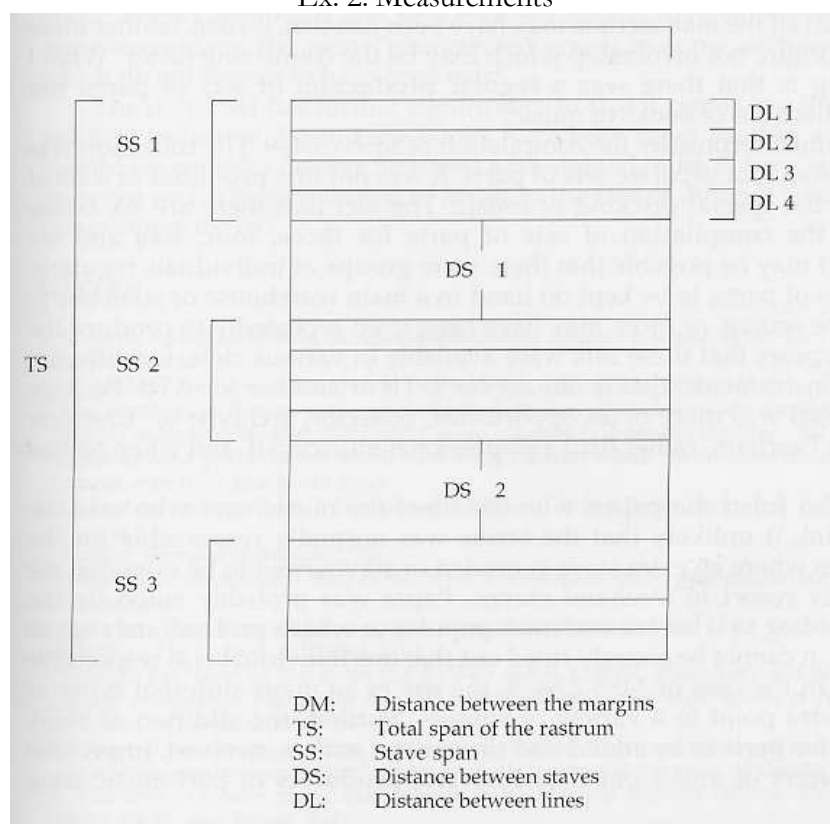 Ex. 2. Measurements
DL 1
SS 1
DL 2
DL 3
DL 4
DS 1
TS
SS 2
DS 2
SS 3
DM: Distance between the margins
TS: Total span of the rastrum
SS: Stave span
DS: Distance between staves
DL: Distance between lines